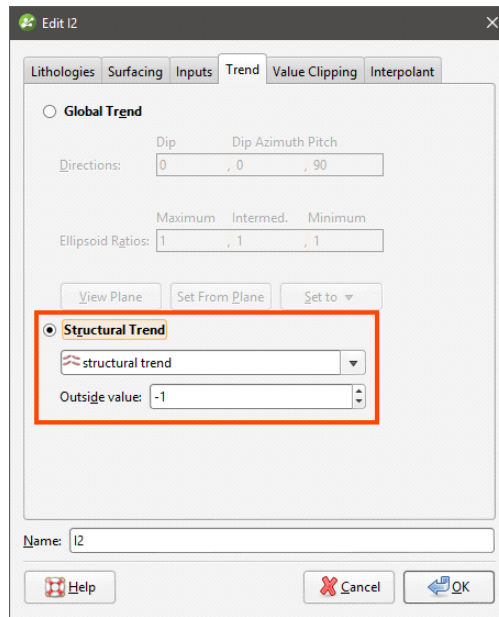 Edit I2
Lithologies Surfacing Inputs Trend Value Clipping Interpolant
Global Trend
Dip Dip Azimuth Pitch
Directions: 0 , 0 , 90
Maximum Intermed. Minimum
Ellipsoid Ratios: 1 , 1 , 1
View Plane Set From Plane Set to
Structural Trend
structural trend
Outside value: -1
Name: I2
Help Cancel OK